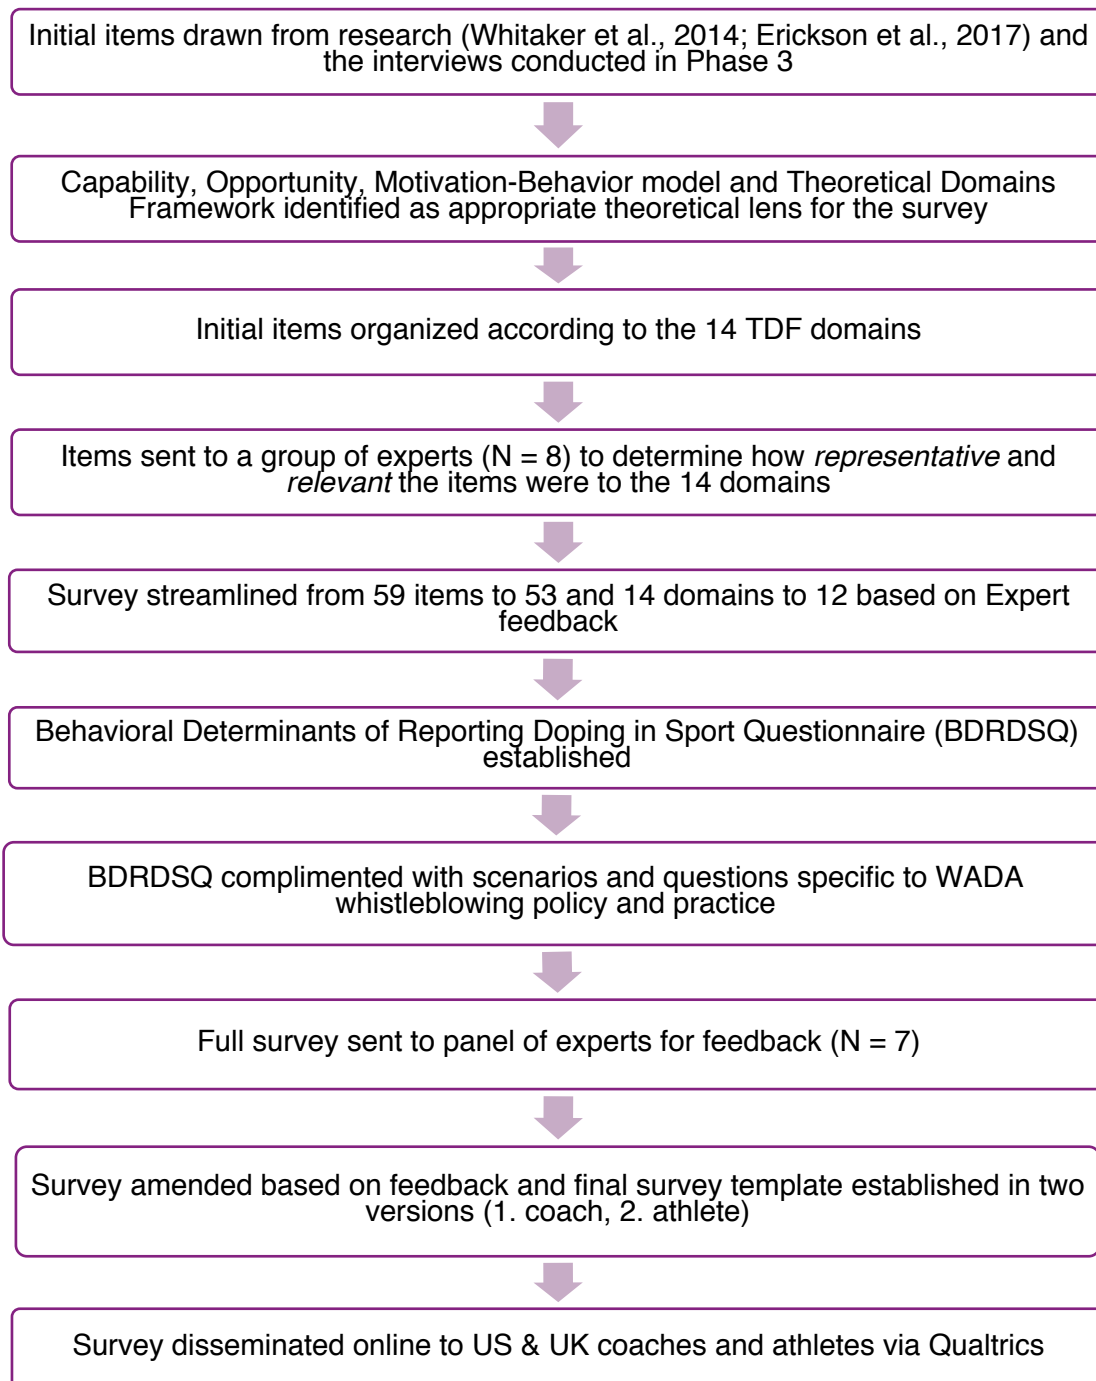 Initial items drawn from research (Whitaker et al., 2014; Erickson et al., 2017) and
the interviews conducted in Phase 3
Capability, Opportunity, Motivation-Behavior model and Theoretical Domains
Framework identified as appropriate theoretical lens for the survey
Initial items organized according to the 14 TDF domains
Items sent to a group of experts (N = 8) to determine how representative and
relevant the items were to the 14 domains
Survey streamlined from 59 items to 53 and 14 domains to 12 based on Expert
feedback
Behavioral Determinants of Reporting Doping in Sport Questionnaire (BDRDSQ)
established
BDRDSQ complimented with scenarios and questions specific to WADA
whistleblowing policy and practice
Full survey sent to panel of experts for feedback (N = 7)
Survey amended based on feedback and final survey template established in two
versions (1. coach, 2. athlete)
Survey disseminated online to US & UK coaches and athletes via Qualtrics